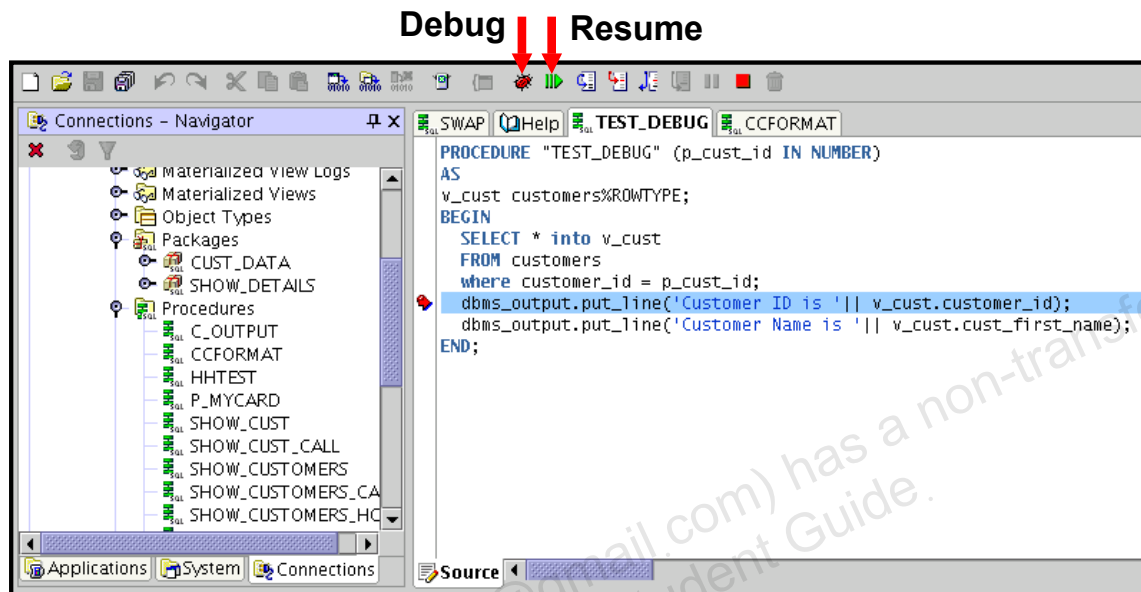 Debug Resume
Connections - Navigator
SWAP Help TEST_DEBUG CCFORMAT
Materialized View Logs
Materialized Views
Object Types
Packages
CUST_DATA
SHOW_DETAILS
Procedures
C_OUTPUT
CCFORMAT
HHTEST
P_MYCARD
SHOW_CUST
SHOW_CUST_CALL
SHOW_CUSTOMERS
SHOW_CUSTOMERS_CA
SHOW_CUSTOMERS_HC
Applications System Connections
PROCEDURE "TEST_DEBUG" (p_cust_id IN NUMBER)
AS
v_cust customers%ROWTYPE;
BEGIN
SELECT * into v_cust
FROM customers
where customer_id = p_cust_id;
dbms_output.put_line('Customer ID is '|| v_cust.customer_id);
dbms_output.put_line('Customer Name is '|| v_cust.cust_first_name);
END;
Source
has a non-transfe
gmail.com)
dent Guide.